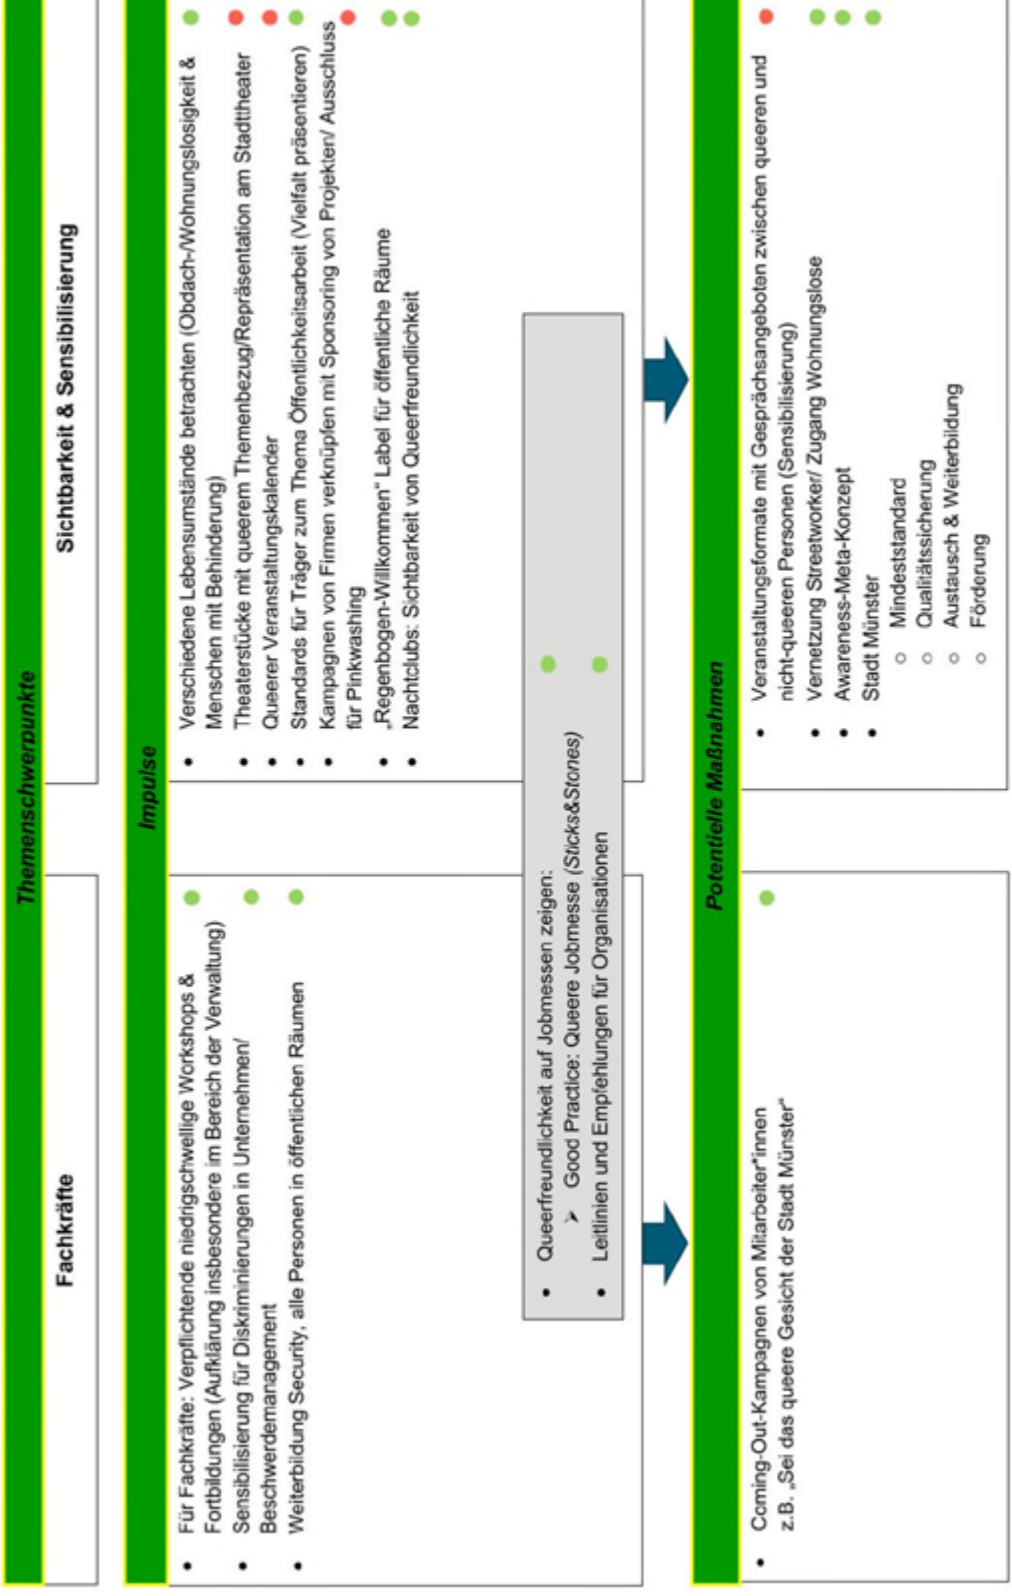 Themenschwerpunkte
Fachkräfte
Sichtbarkeit & Sensibilisierung
Impulse
• Für Fachkräfte: Verpflichtende niedrigschwellige Workshops &
Fortbildungen (Aufklärung insbesondere im Bereich der Verwaltung)
• Sensibilisierung für Diskriminierungen in Unternehmen/
Beschwerdemanagement
• Weiterbildung Security, alle Personen in öffentlichen Räumen
• Verschiedene Lebensumstände betrachten (Obdach-/Wohnungslosigkeit &
Menschen mit Behinderung)
• Theaterstücke mit queerem Themenbezug/Repräsentation am Stadttheater
• Queerer Veranstaltungskalender
• Standards für Träger zum Thema Öffentlichkeitsarbeit (Vielfalt präsentieren)
• Kampagnen von Firmen verknüpfen mit Sponsoring von Projekten/ Ausschluss
für Pinkwashing
• „Regenbogen-Willkommen“ Label für öffentliche Räume
• Nachtclubs: Sichtbarkeit von Queerfreundlichkeit
• Queerfreundlichkeit auf Jobmessen zeigen:
➢ Good Practice: Queere Jobmesse (Sticks&Stones)
• Leitlinien und Empfehlungen für Organisationen
Potentielle Maßnahmen
• Coming-Out-Kampagnen von Mitarbeiter*innen
z.B. „Sei das queere Gesicht der Stadt Münster“
• Veranstaltungsformate mit Gesprächsangeboten zwischen queeren und
nicht-queeren Personen (Sensibilisierung)
• Vernetzung Streetworker/ Zugang Wohnungslose
• Awareness-Meta-Konzept
• Stadt Münster
○ Mindeststandard
○ Qualitätssicherung
○ Austausch & Weiterbildung
○ Förderung